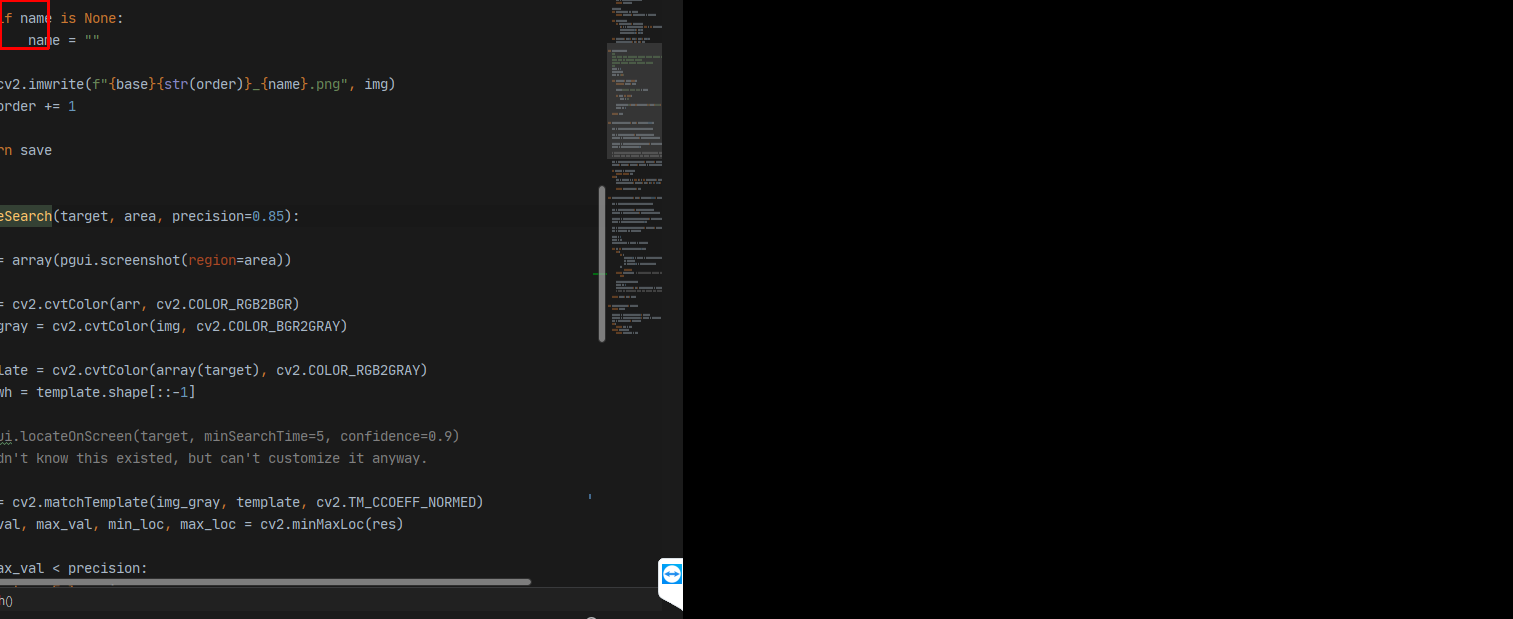 if name is None:
name = ""
cv2.imwrite(f"{base}{str(order)}_{name}.png", img)
order += 1
rn save
eSearch(target, area, precision=0.85):
= array(pgui.screenshot(region=area))
= cv2.cvtColor(arr, cv2.COLOR_RGB2BGR)
gray = cv2.cvtColor(img, cv2.COLOR_BGR2GRAY)
late = cv2.cvtColor(array(target), cv2.COLOR_RGB2GRAY)
wh = template.shape[::-1]
ui.locateOnScreen(target, minSearchTime=5, confidence=0.9)
dn't know this existed, but can't customize it anyway.
= cv2.matchTemplate(img_gray, template, cv2.TM_CCOEFF_NORMED)
val, max_val, min_loc, max_loc = cv2.minMaxLoc(res)
ax_val < precision:
h()